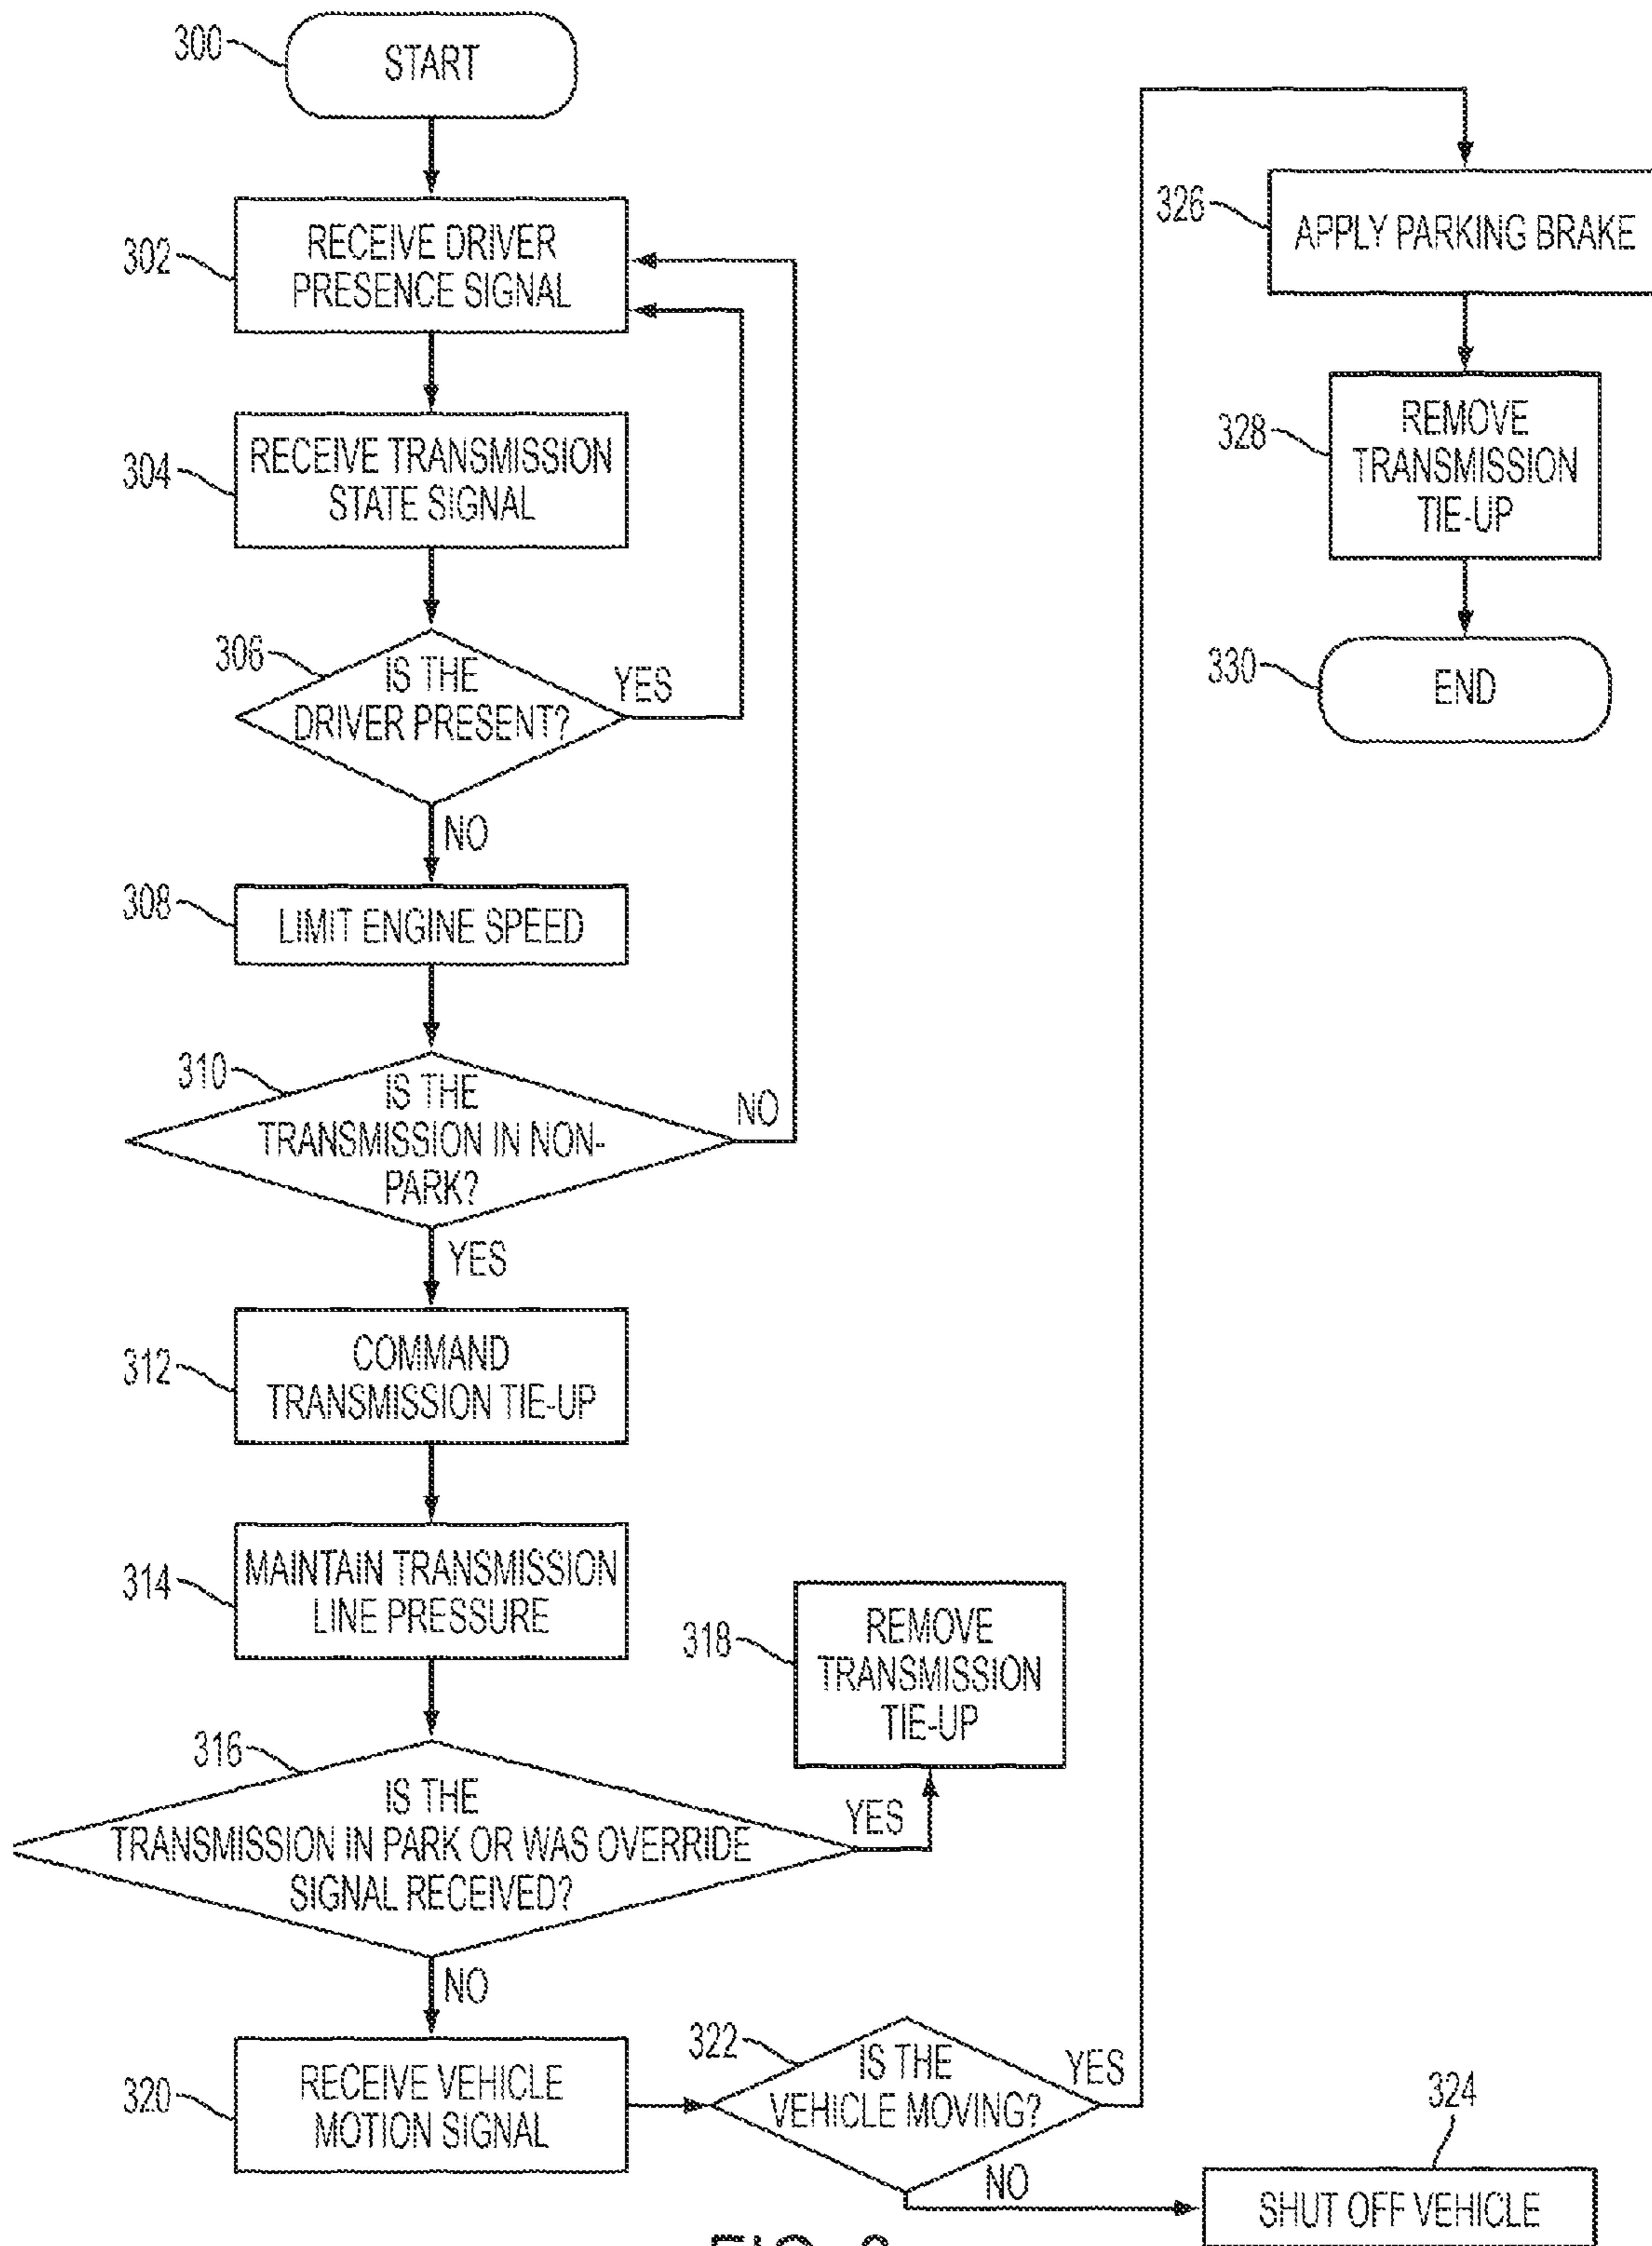 300
START
302
RECEIVE DRIVER
PRESENCE SIGNAL
304
RECEIVE TRANSMISSION
STATE SIGNAL
306
IS THE
DRIVER PRESENT?
YES
NO
308
LIMIT ENGINE SPEED
310
IS THE
TRANSMISSION IN NON-
PARK?
NO
YES
312
COMMAND
TRANSMISSION TIE-UP
314
MAINTAIN TRANSMISSION
LINE PRESSURE
316
IS THE
TRANSMISSION IN PARK OR WAS OVERRIDE
SIGNAL RECEIVED?
YES
318
REMOVE
TRANSMISSION
TIE-UP
NO
320
RECEIVE VEHICLE
MOTION SIGNAL
322
IS THE
VEHICLE MOVING?
YES
NO
324
SHUT OFF VEHICLE
326
APPLY PARKING BRAKE
328
REMOVE
TRANSMISSION
TIE-UP
330
END